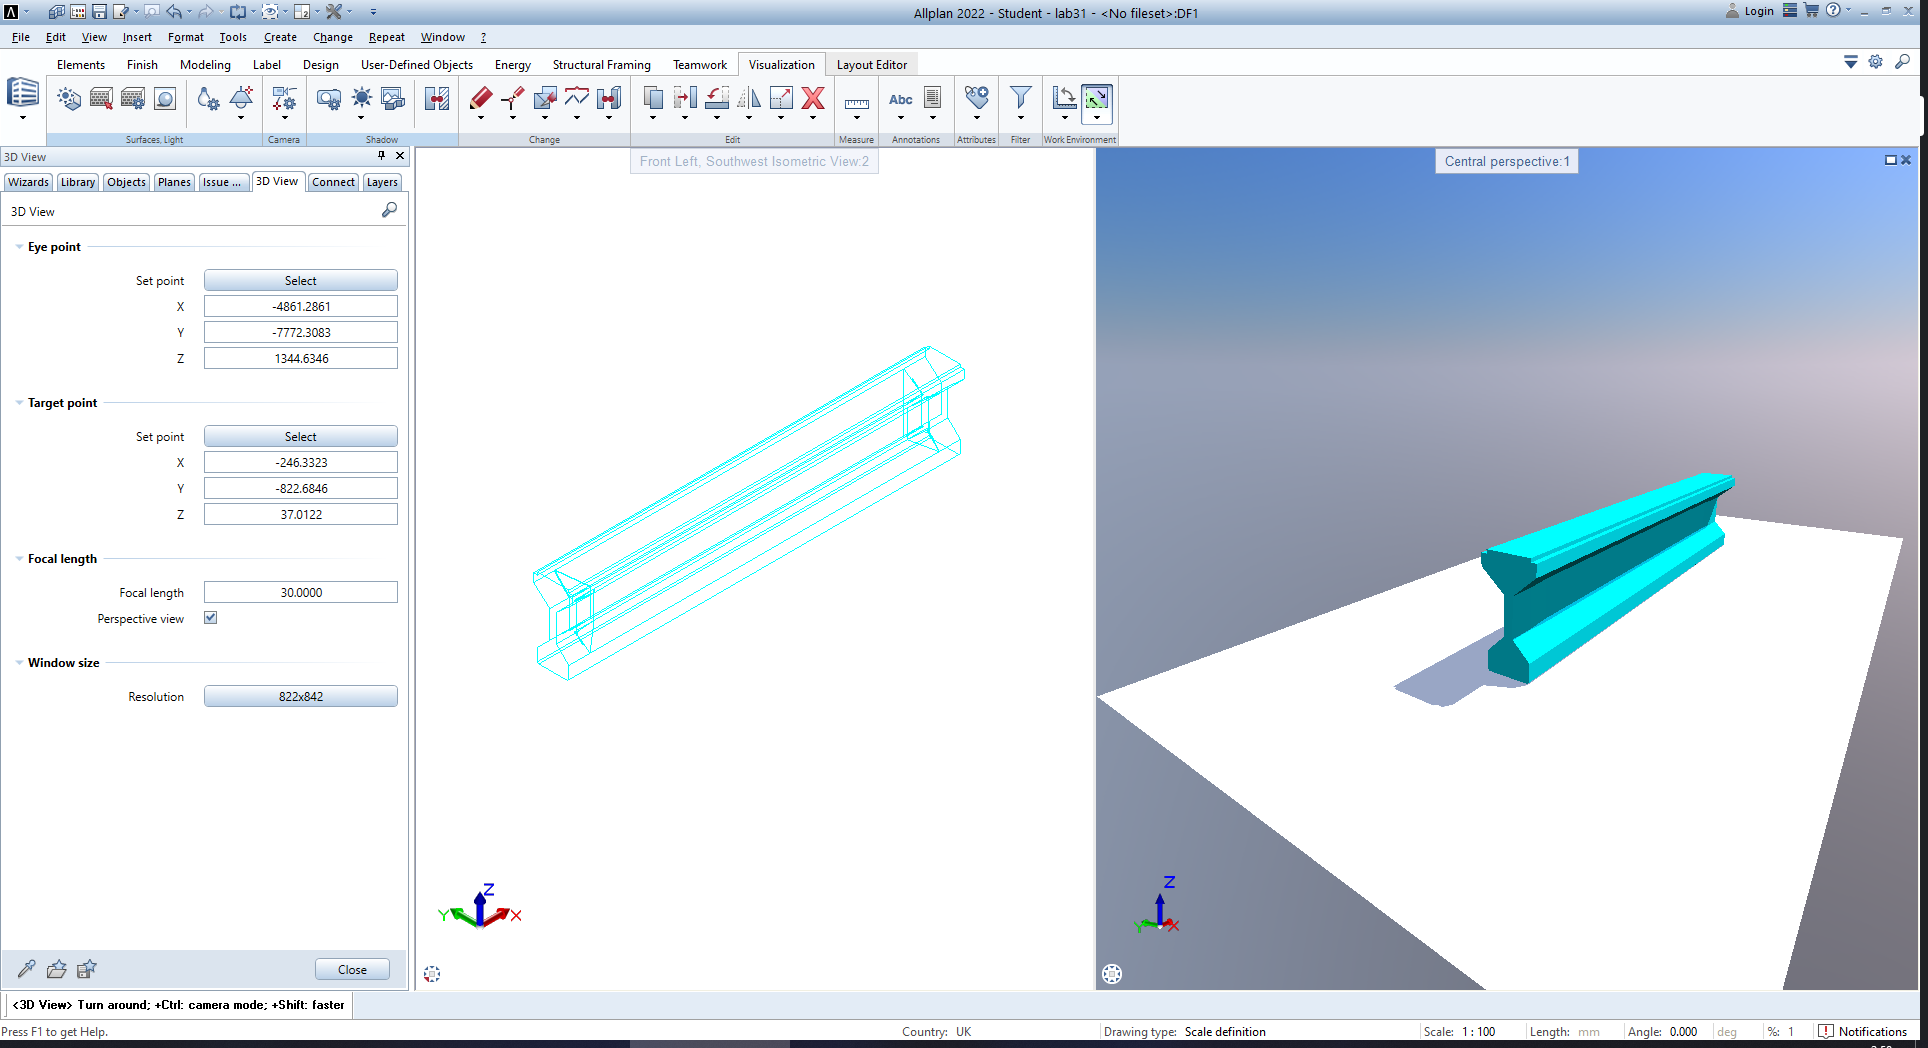 Allplan 2022 - Student - lab31 - <No fileset>:DF1
Login
File Edit View Insert Format Tools Create Change Repeat Window ?
Elements Finish Modeling Label Design User-Defined Objects Energy Structural Framing Teamwork Visualization Layout Editor
Abc
Surfaces, Light Camera Shadow Change Edit Measure Annotations Attributes Filter Work Environment
3D View
Wizards Library Objects Planes Issue ... 3D View Connect Layers
3D View
Eye point
Set point Select
X -4861.2861
Y -7772.3083
Z 1344.6346
Target point
Set point Select
X -246.3323
Y -822.6846
Z 37.0122
Focal length
Focal length 30.0000
Perspective view
Window size
Resolution 822x842
Close
Front Left, Southwest Isometric View:2
Z
Y X
Central perspective:1
Z
Y X
<3D View> Turn around; +Ctrl: camera mode; +Shift: faster
Press F1 to get Help. Country: UK Drawing type: Scale definition Scale: 1 : 100 Length: mm Angle: 0.000 deg %: 1 Notifications